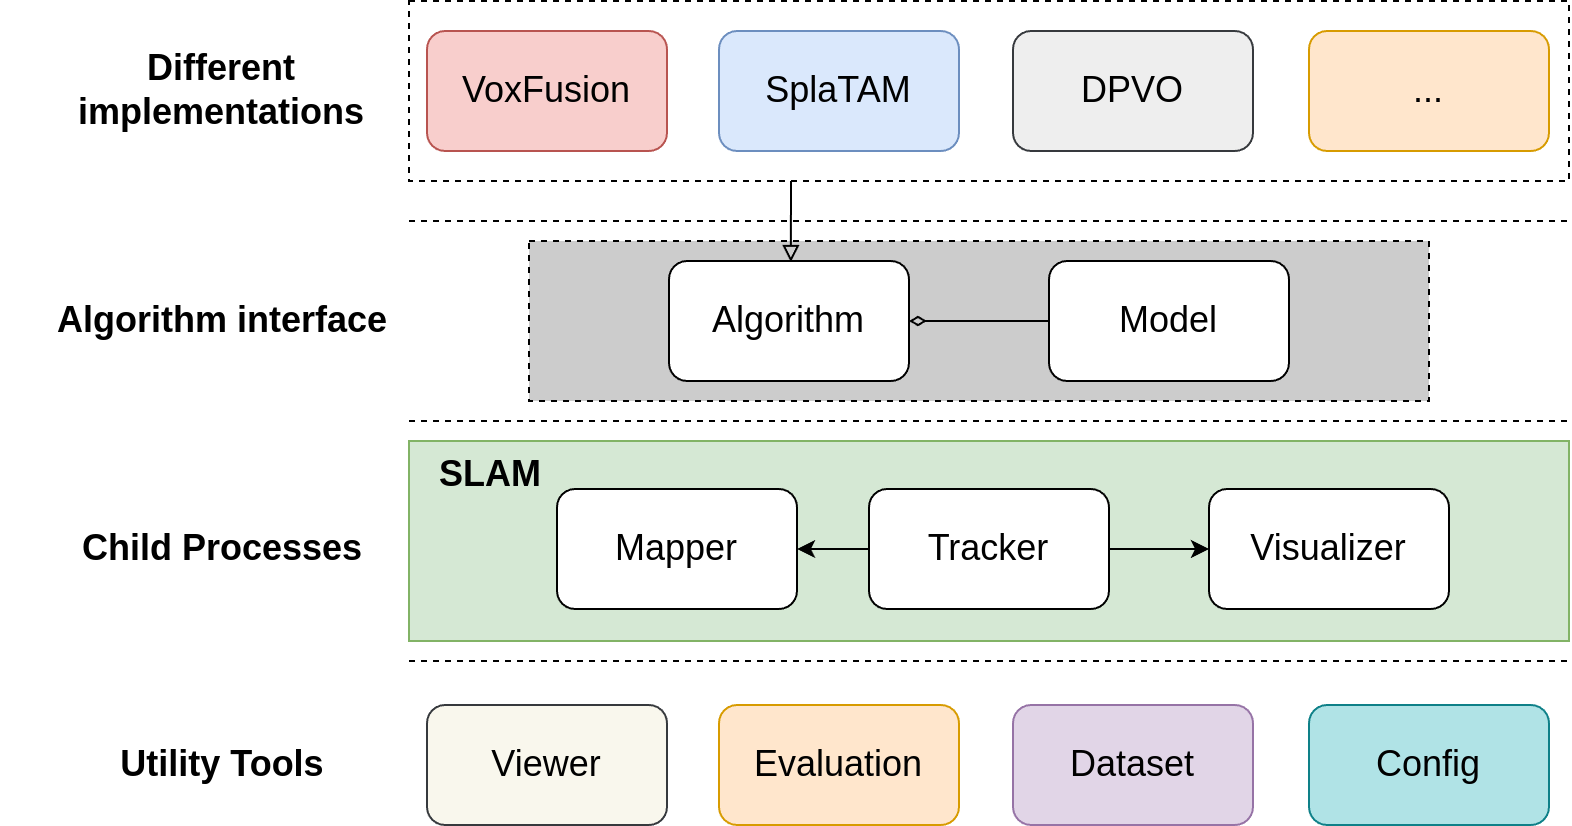 Different
implementations
VoxFusion
SplaTAM
DPVO
...
Algorithm interface
Algorithm
Model
Child Processes
SLAM
Mapper
Tracker
Visualizer
Utility Tools
Viewer
Evaluation
Dataset
Config